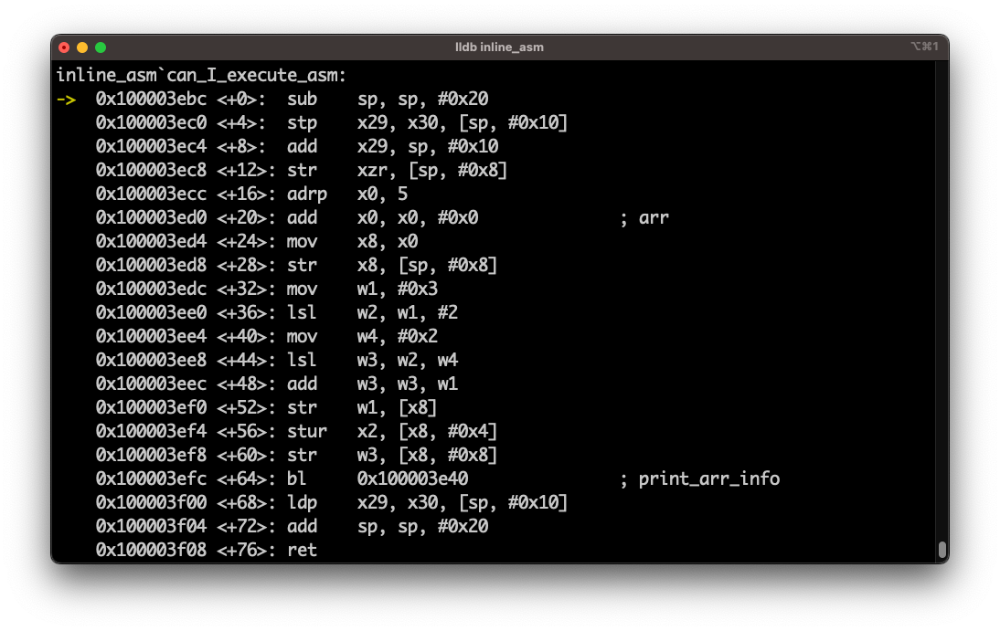 lldb inline_asm
⌥⌘1
inline_asm`can_I_execute_asm:
->  0x100003ebc <+0>:  sub    sp, sp, #0x20
    0x100003ec0 <+4>:  stp    x29, x30, [sp, #0x10]
    0x100003ec4 <+8>:  add    x29, sp, #0x10
    0x100003ec8 <+12>: str    xzr, [sp, #0x8]
    0x100003ecc <+16>: adrp   x0, 5
    0x100003ed0 <+20>: add    x0, x0, #0x0              ; arr
    0x100003ed4 <+24>: mov    x8, x0
    0x100003ed8 <+28>: str    x8, [sp, #0x8]
    0x100003edc <+32>: mov    w1, #0x3
    0x100003ee0 <+36>: lsl    w2, w1, #2
    0x100003ee4 <+40>: mov    w4, #0x2
    0x100003ee8 <+44>: lsl    w3, w2, w4
    0x100003eec <+48>: add    w3, w3, w1
    0x100003ef0 <+52>: str    w1, [x8]
    0x100003ef4 <+56>: stur   x2, [x8, #0x4]
    0x100003ef8 <+60>: str    w3, [x8, #0x8]
    0x100003efc <+64>: bl     0x100003e40               ; print_arr_info
    0x100003f00 <+68>: ldp    x29, x30, [sp, #0x10]
    0x100003f04 <+72>: add    sp, sp, #0x20
    0x100003f08 <+76>: ret